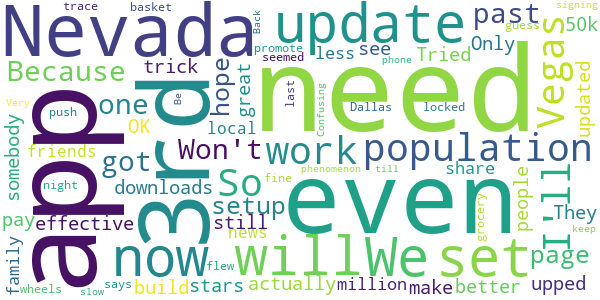 trace
basket
Back
signing
Nevada
update
past
guess
50k
promote
seemed
less
see
Tried
Only
phone
Because
trick
hope
great
last
Confusing
Vegas
updated
need
app
3rd
one
push
OK
local
Be
Dallas
locked
somebody
Very
friends
got
Won't
work
population
night
downloads
So
fine
phenomenon
till
share
I'll
even
pay
effective
setup
still
news
grocery
people
They
family
now
will
We
set
page
flew
wheels
slow
says
build
stars
actually
million
make
better
upped
keep